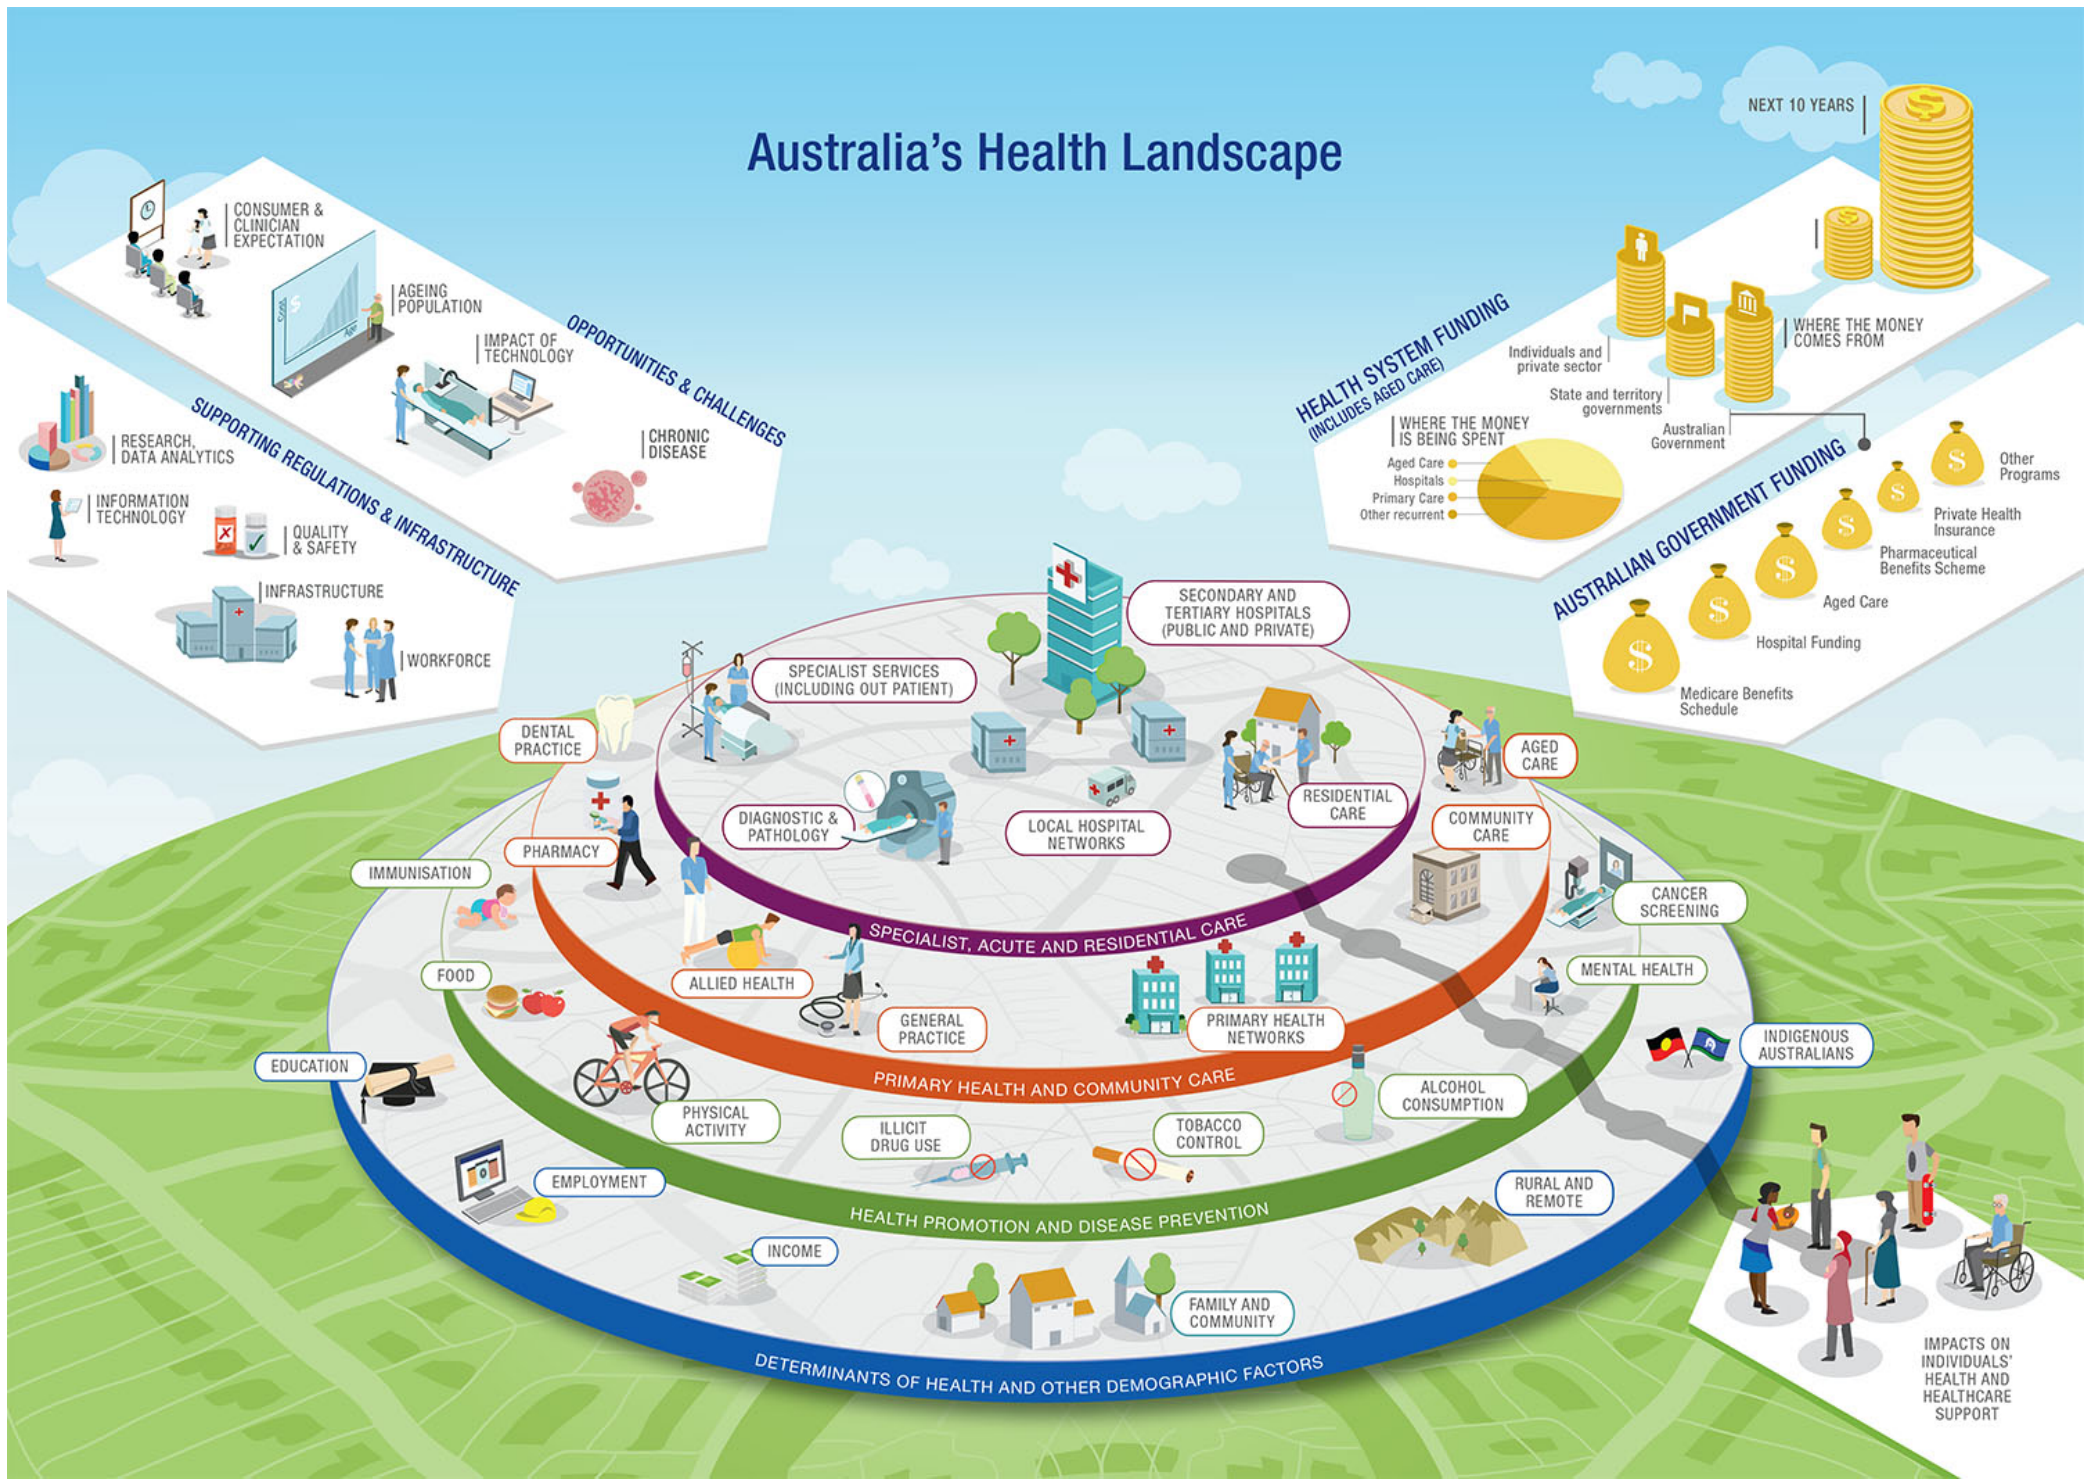 Australia's Health Landscape
CONSUMER &
CLINICIAN
EXPECTATION
Cost
$
Age
AGEING
POPULATION
IMPACT OF
TECHNOLOGY
CHRONIC
DISEASE
OPPORTUNITIES & CHALLENGES
SUPPORTING REGULATIONS & INFRASTRUCTURE
RESEARCH,
DATA ANALYTICS
INFORMATION
TECHNOLOGY
QUALITY
& SAFETY
INFRASTRUCTURE
WORKFORCE
NEXT 10 YEARS
$
$
HEALTH SYSTEM FUNDING
(INCLUDES AGED CARE)
WHERE THE MONEY
COMES FROM
Individuals and
private sector
State and territory
governments
Australian
Government
WHERE THE MONEY
IS BEING SPENT
Aged Care
Hospitals
Primary Care
Other recurrent
AUSTRALIAN GOVERNMENT FUNDING
$
Other
Programs
$
Private Health
Insurance
$
Pharmaceutical
Benefits Scheme
$
Aged Care
$
Hospital Funding
$
Medicare Benefits
Schedule
SECONDARY AND
TERTIARY HOSPITALS
(PUBLIC AND PRIVATE)
SPECIALIST SERVICES
(INCLUDING OUT PATIENT)
DIAGNOSTIC &
PATHOLOGY
LOCAL HOSPITAL
NETWORKS
RESIDENTIAL
CARE
SPECIALIST, ACUTE AND RESIDENTIAL CARE
DENTAL
PRACTICE
PHARMACY
ALLIED HEALTH
GENERAL
PRACTICE
PRIMARY HEALTH
NETWORKS
COMMUNITY
CARE
AGED
CARE
PRIMARY HEALTH AND COMMUNITY CARE
IMMUNISATION
FOOD
PHYSICAL
ACTIVITY
ILLICIT
DRUG USE
TOBACCO
CONTROL
ALCOHOL
CONSUMPTION
MENTAL HEALTH
CANCER
SCREENING
HEALTH PROMOTION AND DISEASE PREVENTION
EDUCATION
EMPLOYMENT
INCOME
FAMILY AND
COMMUNITY
RURAL AND
REMOTE
INDIGENOUS
AUSTRALIANS
DETERMINANTS OF HEALTH AND OTHER DEMOGRAPHIC FACTORS
IMPACTS ON
INDIVIDUALS'
HEALTH AND
HEALTHCARE
SUPPORT